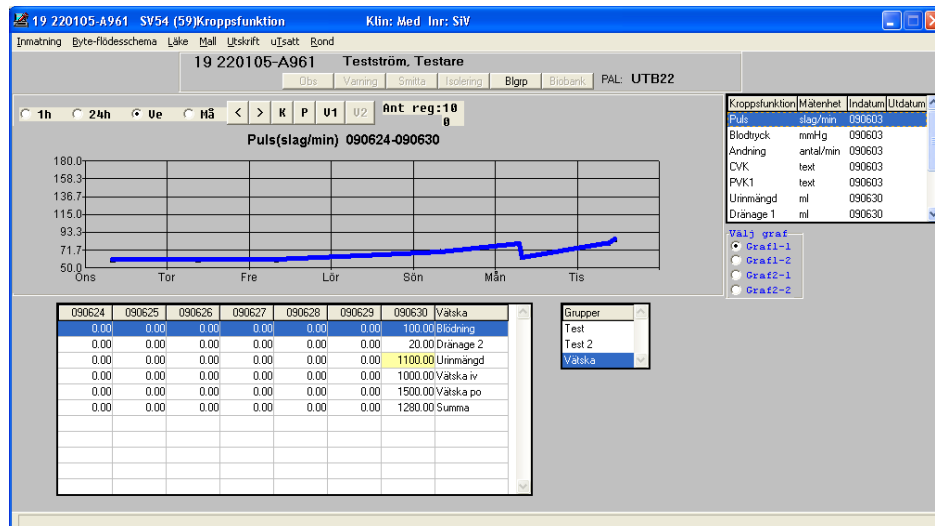 19 220105-A961 SV54 (59)Kroppsfunktion Klin: Med Inr: SiV
Inmatning Byte-flödesschema Läke Mall Utskrift uTsatt Rond
19 220105-A961 Testström, Testare
Obs Varning Smitta Isolering Blgrp Biobank PAL: UTB22
1h 24h Ve Må < > K P V1 V2 Ant reg:10
0
Puls(slag/min) 090624-090630
180.0
158.3
136.7
115.0
93.3
71.7
50.0
Ons Tor Fre Lör Sön Mån Tis
Kroppsfunktion Mätenhet Indatum Utdatum
Puls slag/min 090603
Blodtryck mmHg 090603
Andning antal/min 090603
CVK text 090603
PVK1 text 090603
Urinmängd ml 090630
Dränage 1 ml 090630
Välj graf
Graf1-1
Graf1-2
Graf2-1
Graf2-2
090624 090625 090626 090627 090628 090629 090630 Vätska
0.00 0.00 0.00 0.00 0.00 0.00 100.00 Blödning
0.00 0.00 0.00 0.00 0.00 0.00 20.00 Dränage 2
0.00 0.00 0.00 0.00 0.00 0.00 1100.00 Urinmängd
0.00 0.00 0.00 0.00 0.00 0.00 1000.00 Vätska iv
0.00 0.00 0.00 0.00 0.00 0.00 1500.00 Vätska po
0.00 0.00 0.00 0.00 0.00 0.00 1280.00 Summa
Grupper
Test
Test 2
Vätska